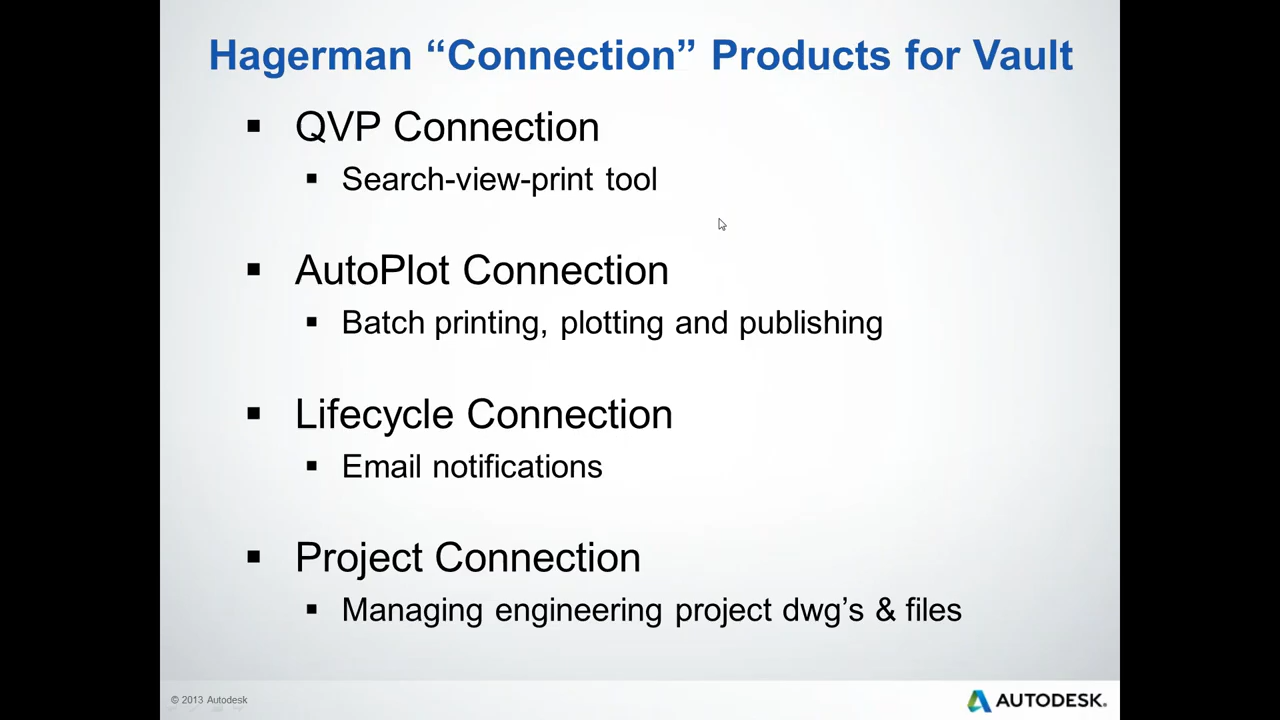 Hagerman “Connection” Products for Vault
▪ QVP Connection
▪ Search-view-print tool
▪ AutoPlot Connection
▪ Batch printing, plotting and publishing
▪ Lifecycle Connection
▪ Email notifications
▪ Project Connection
▪ Managing engineering project dwg’s & files
© 2013 Autodesk
AUTODESK.